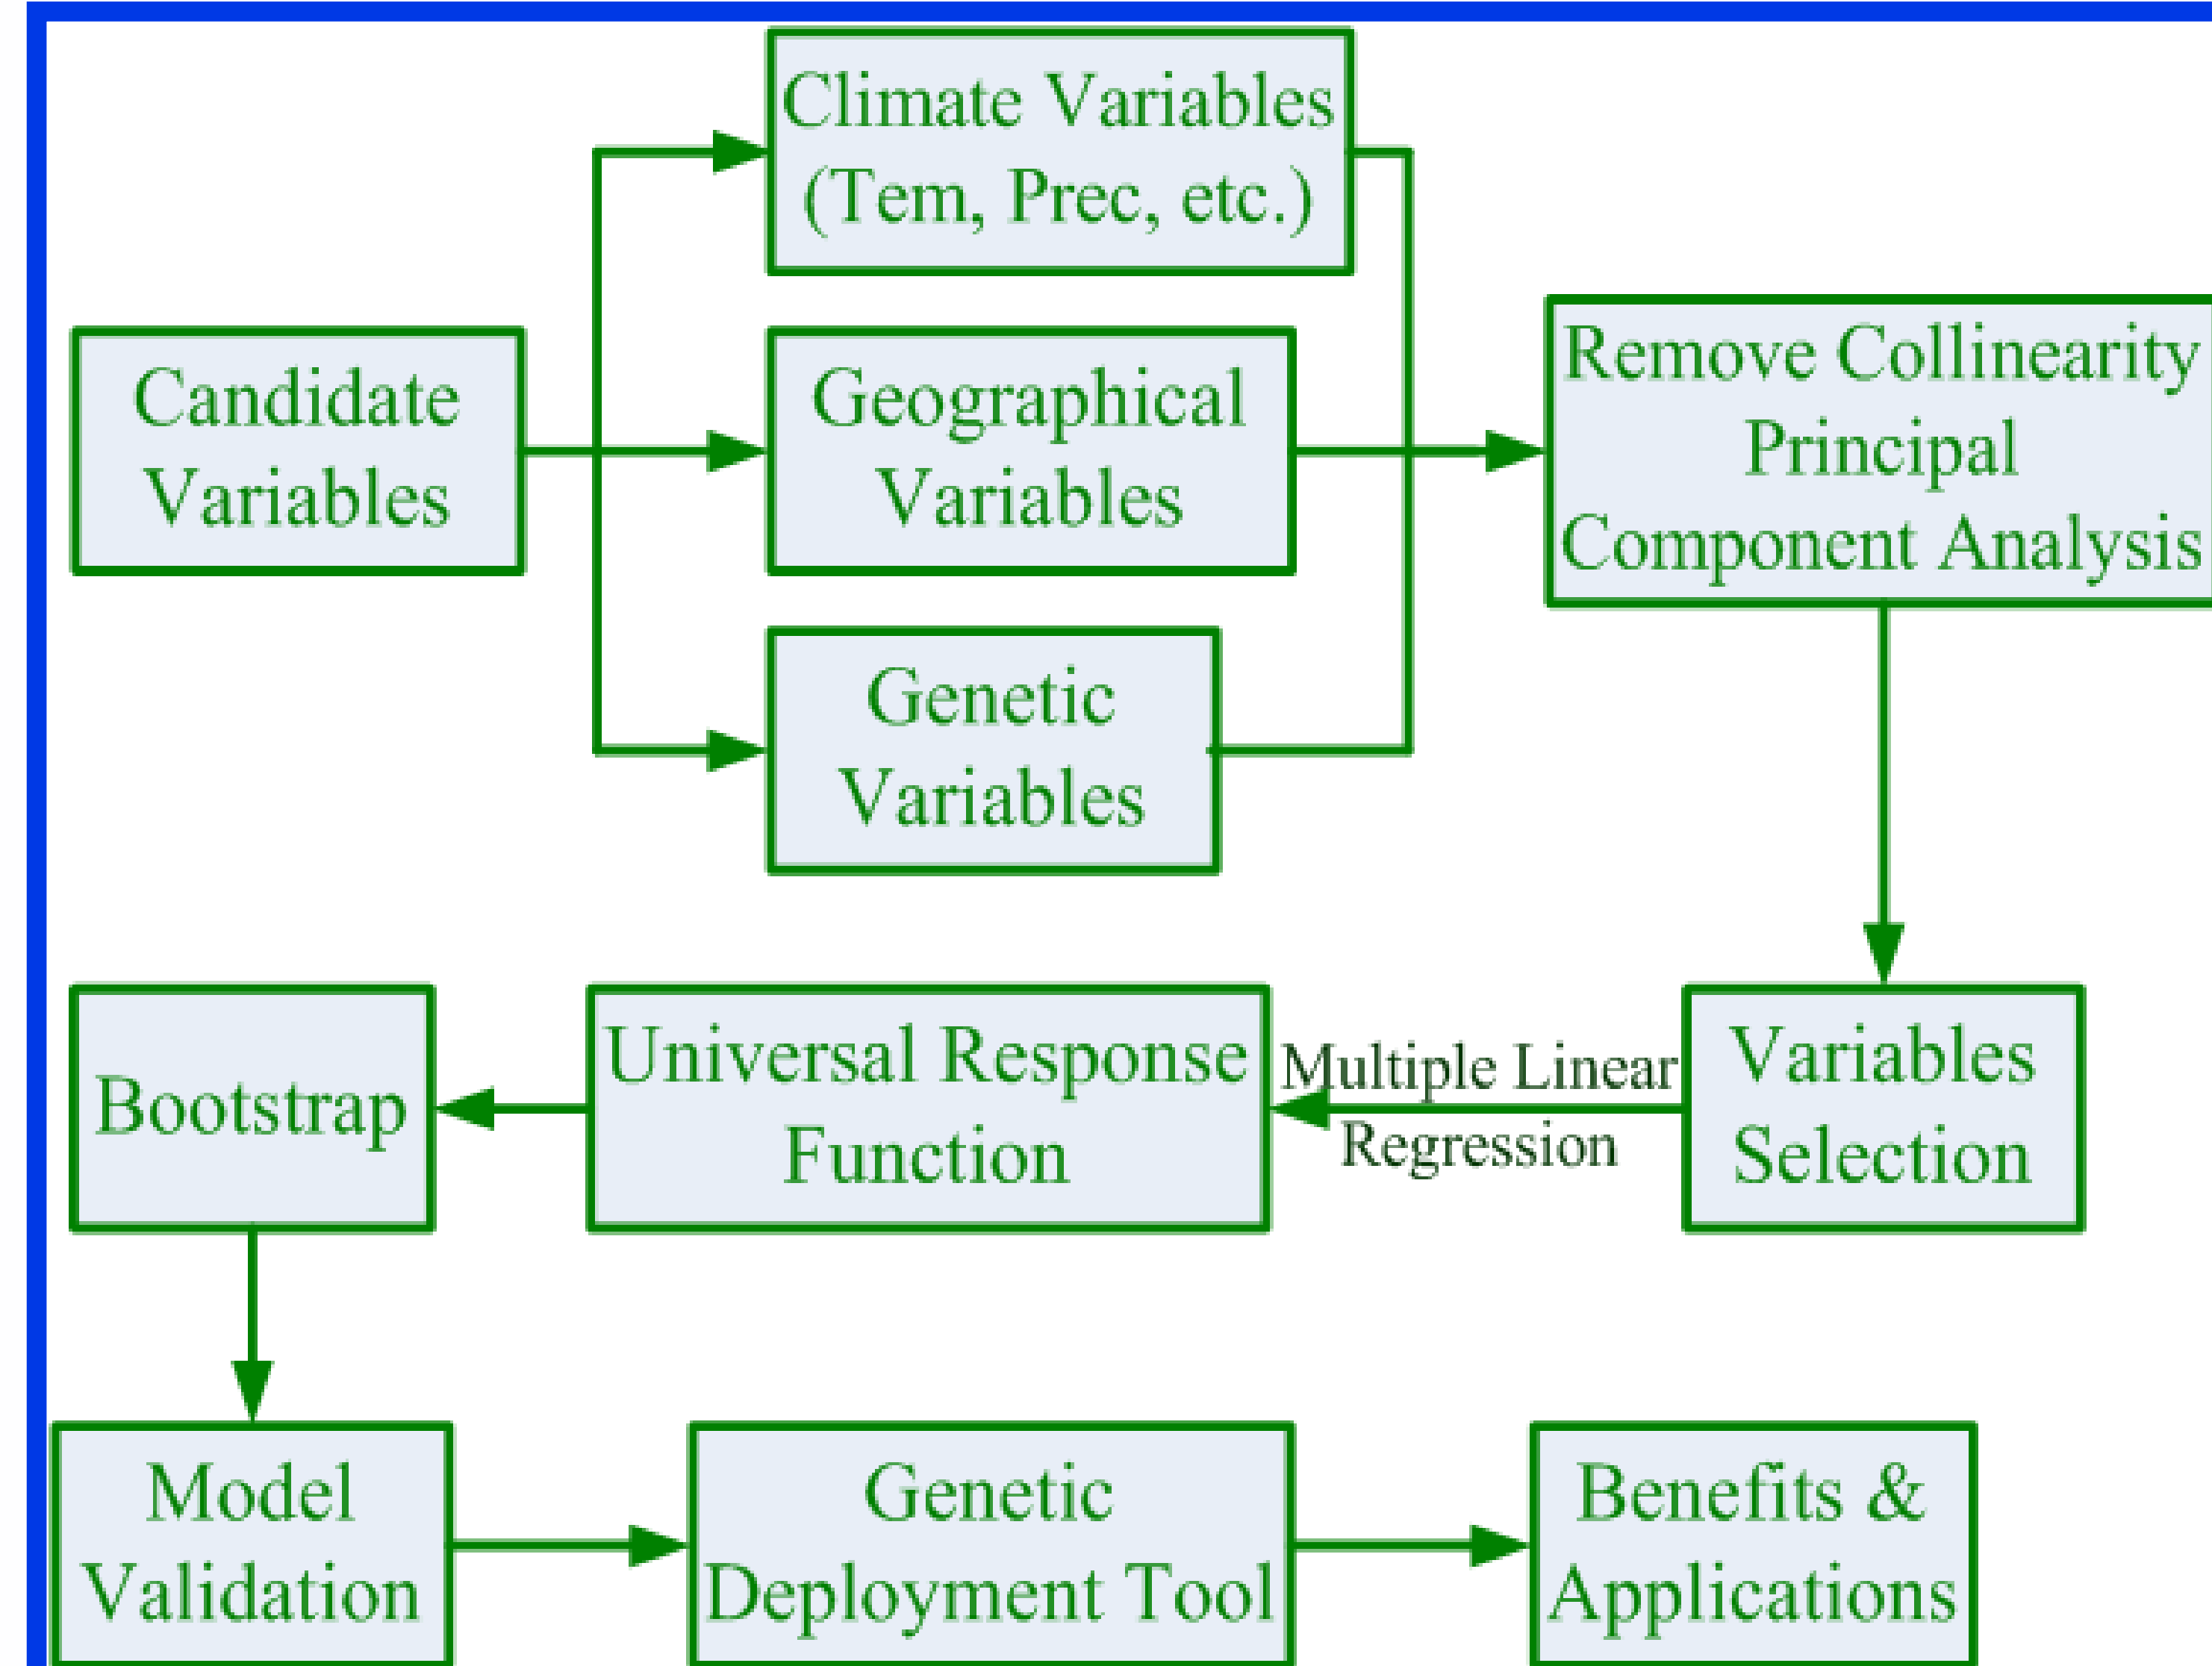 Climate Variables
(Tem, Prec, etc.)
Candidate
Variables
Geographical
Variables
Genetic
Variables
Remove Collinearity
Principal
Component Analysis
Variables
Selection
Multiple Linear
Regression
Universal Response
Function
Bootstrap
Model
Validation
Genetic
Deployment Tool
Benefits &
Applications